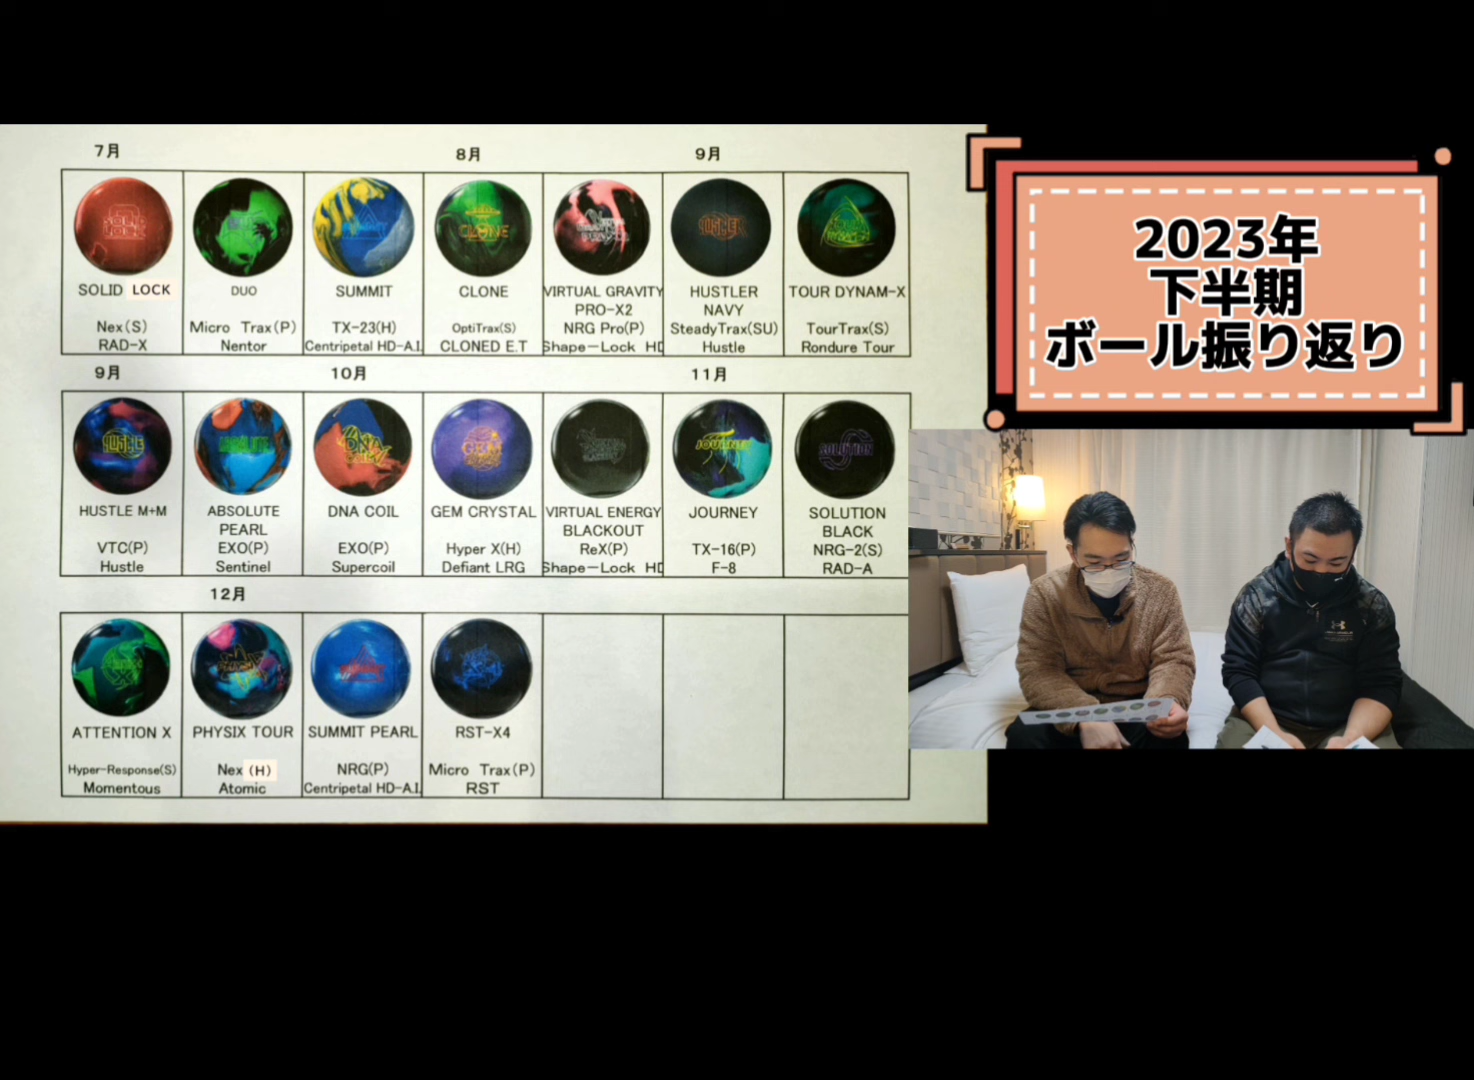 7月
8月
9月
SOLID LOCK
Nex(S)
RAD-X
DUO
Micro Trax(P)
Nentor
SUMMIT
TX-23(H)
Centripetal HD-A.I.
CLONE
OptiTrax(S)
CLONED E.T
VIRTUAL GRAVITY
PRO-X2
NRG Pro(P)
Shape-Lock HD
HUSTLER
NAVY
SteadyTrax(SU)
Hustle
TOUR DYNAM-X
TourTrax(S)
Rondure Tour
9月
10月
11月
HUSTLE M+M
VTC(P)
Hustle
ABSOLUTE
PEARL
EXO(P)
Sentinel
DNA COIL
EXO(P)
Supercoil
GEM CRYSTAL
Hyper X(H)
Defiant LRG
VIRTUAL ENERGY
BLACKOUT
ReX(P)
Shape-Lock HD
JOURNEY
TX-16(P)
F-8
SOLUTION
BLACK
NRG-2(S)
RAD-A
12月
ATTENTION X
Hyper-Response(S)
Momentous
PHYSIX TOUR
Nex (H)
Atomic
SUMMIT PEARL
NRG(P)
Centripetal HD-A.I.
RST-X4
Micro Trax(P)
RST
2023年
下半期
ボール振り返り